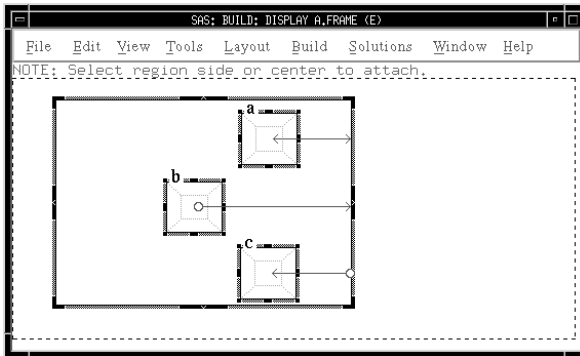 SAS: BUILD: DISPLAY A.FRAME (E)
File Edit View Tools Layout Build Solutions Window Help
NOTE: Select region side or center to attach.
a
b
c